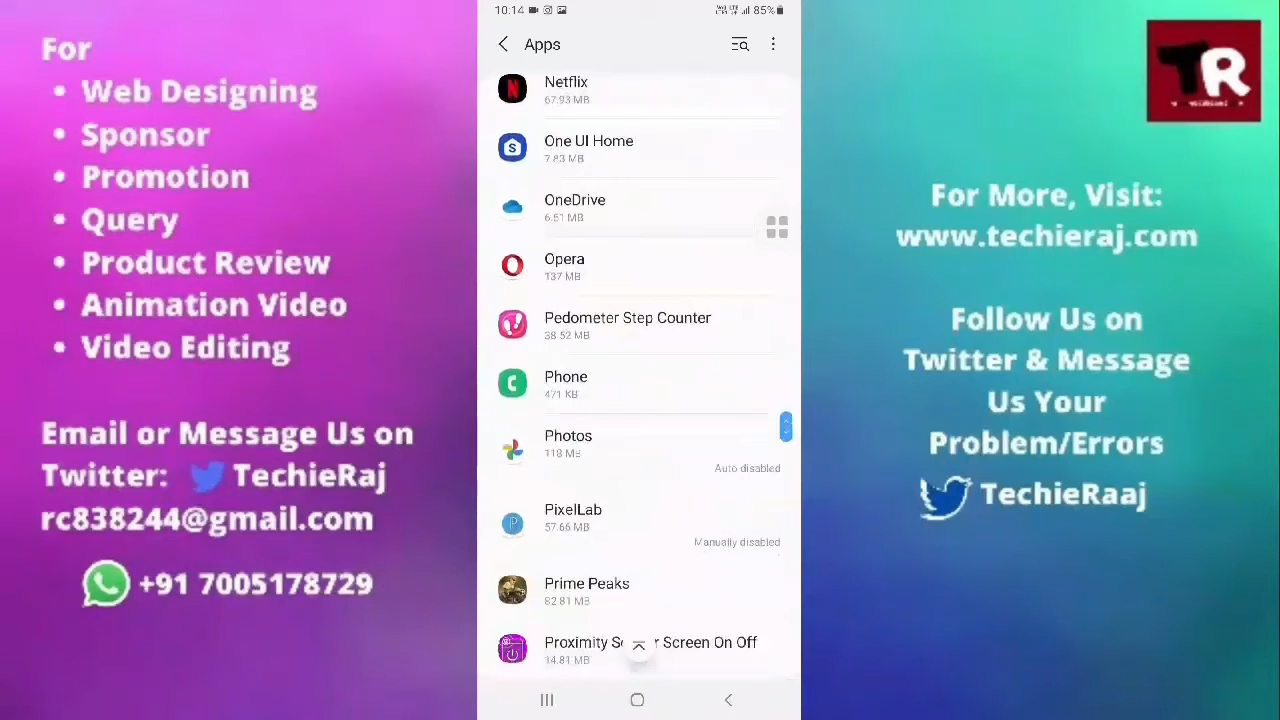 For
• Web Designing
• Sponsor
• Promotion
• Query
• Product Review
• Animation Video
• Video Editing
Email or Message Us on
Twitter: TechieRaj
rc838244@gmail.com
+91 7005178729
10:14
85%
Apps
Netflix
67.93 MB
One UI Home
7.83 MB
OneDrive
6.51 MB
Opera
137 MB
Pedometer Step Counter
38.52 MB
Phone
471 KB
Photos
118 MB
Auto disabled
PixelLab
57.66 MB
Manually disabled
Prime Peaks
82.81 MB
Proximity Screen On Off
14.81 MB
TR
For More, Visit:
www.techieraj.com
Follow Us on
Twitter & Message
Us Your
Problem/Errors
TechieRaaj